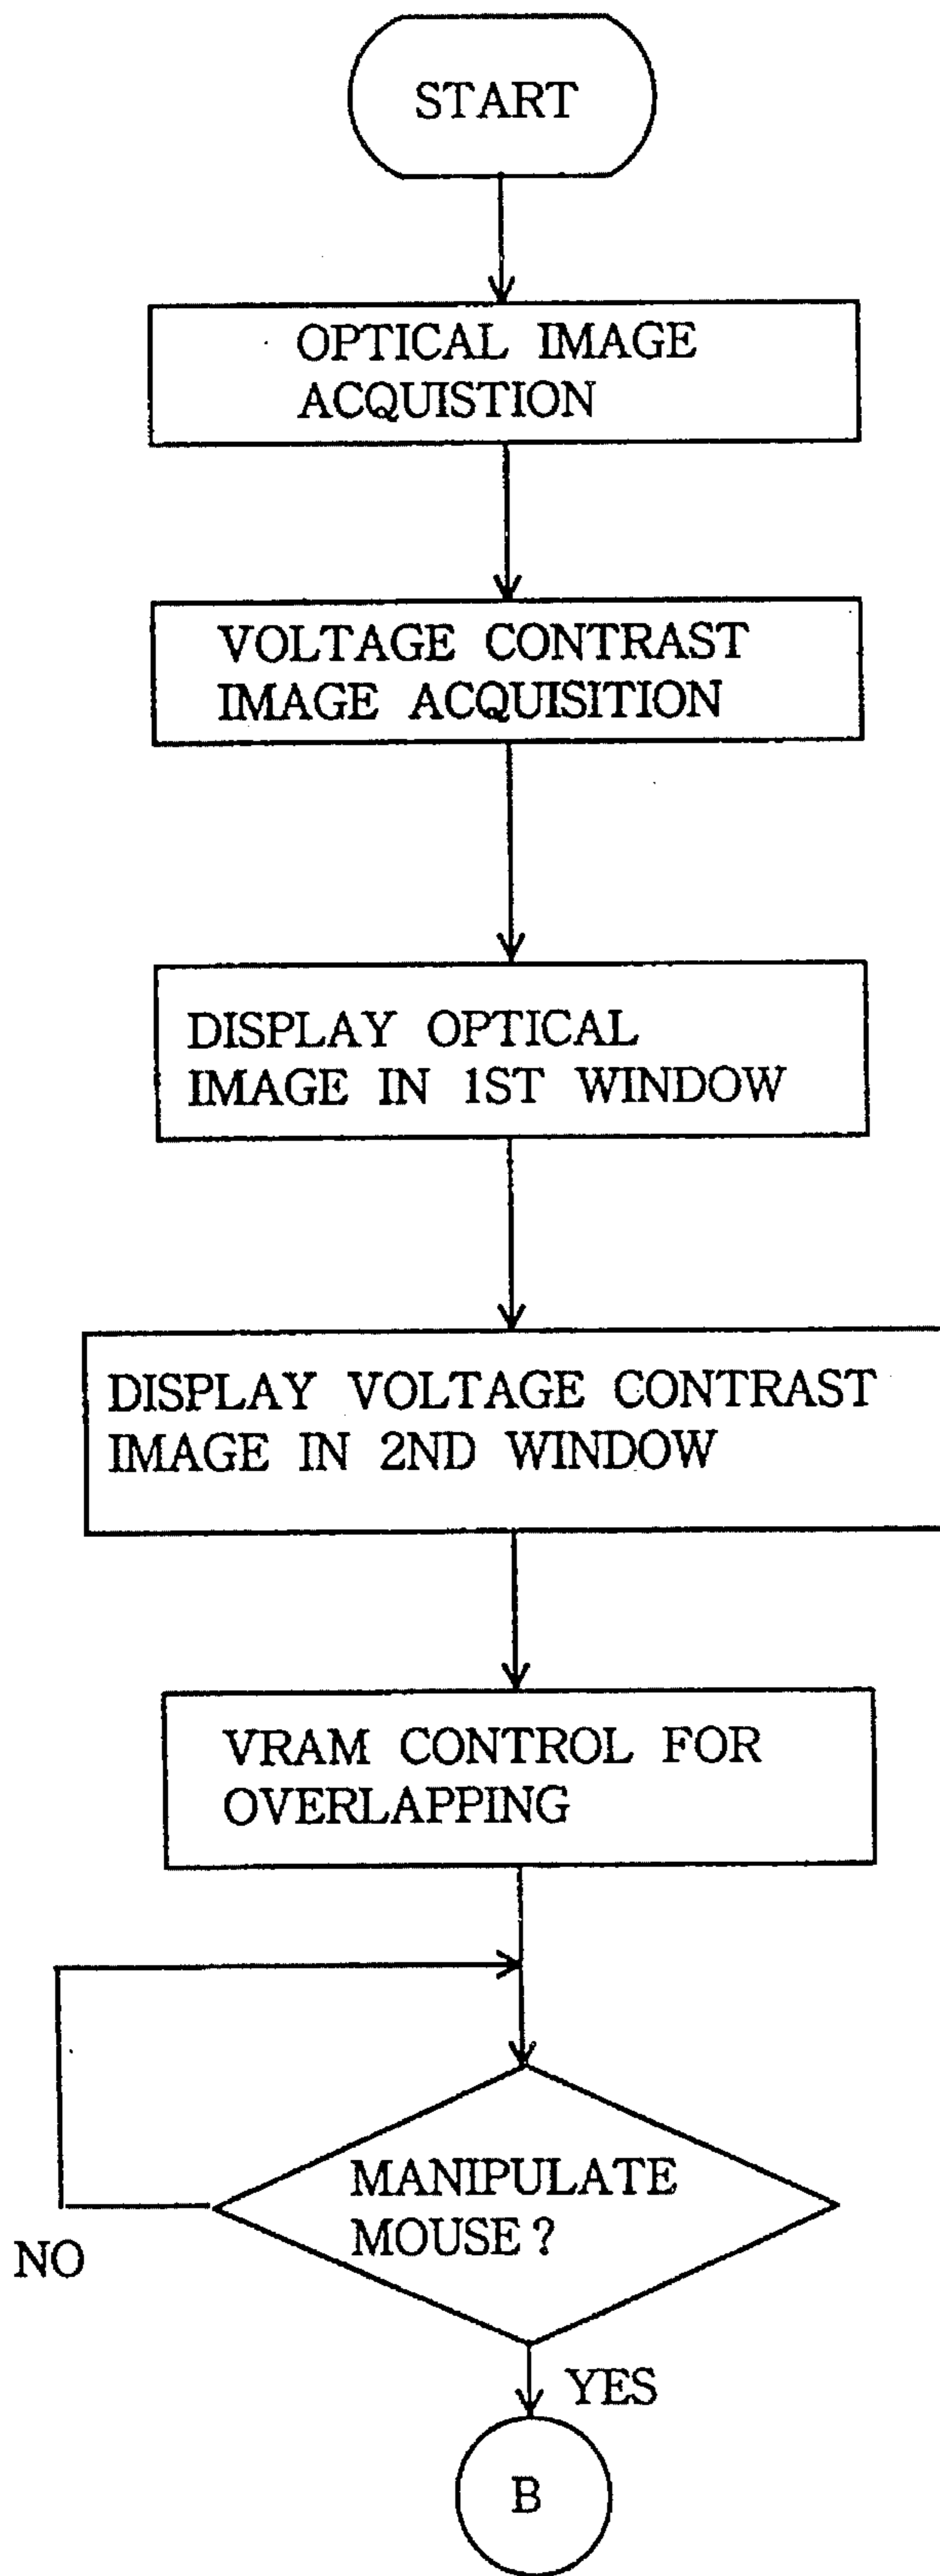 START
OPTICAL IMAGE
ACQUISTION
VOLTAGE CONTRAST
IMAGE ACQUISITION
DISPLAY OPTICAL
IMAGE IN 1ST WINDOW
DISPLAY VOLTAGE CONTRAST
IMAGE IN 2ND WINDOW
VRAM CONTROL FOR
OVERLAPPING
MANIPULATE
MOUSE?
NO
YES
B